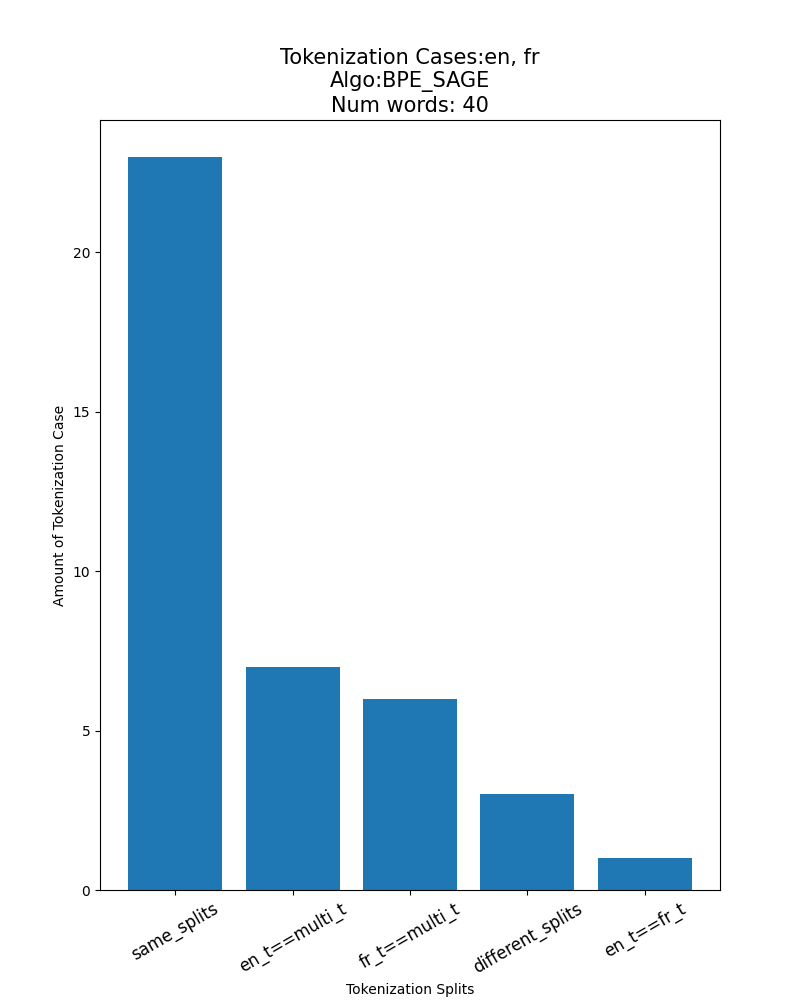 Tokenization Cases:en, fr
Algo:BPE_SAGE
Num words: 40
Amount of Tokenization Case
20
15
10
5
0
same_splits
en_t==multi_t
fr_t==multi_t
different_splits
en_t==fr_t
Tokenization Splits